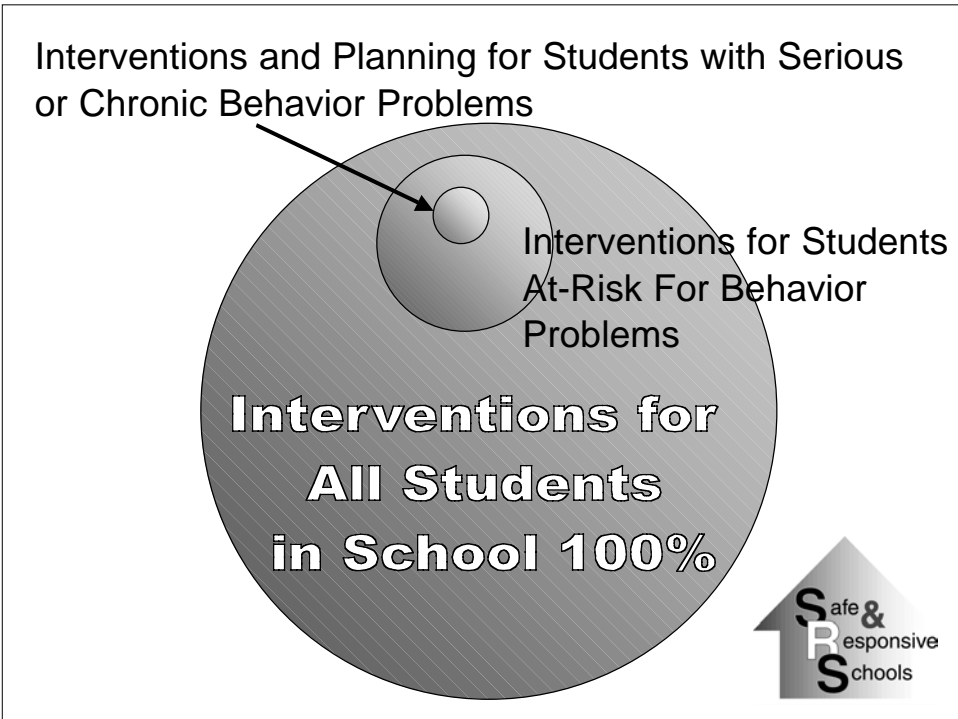 Interventions and Planning for Students with Serious
or Chronic Behavior Problems
Interventions for Students
At-Risk For Behavior
Problems
Interventions for
All Students
in School 100%
Safe &
Responsive
Schools